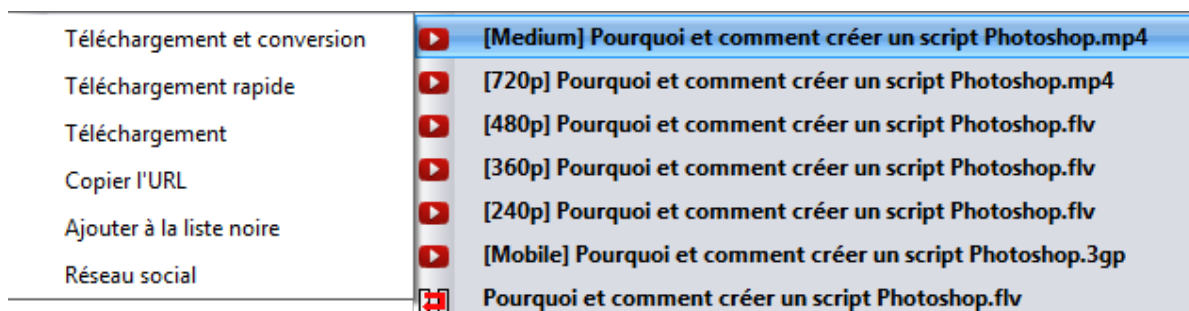 Téléchargement et conversion
Téléchargement rapide
Téléchargement
Copier l'URL
Ajouter à la liste noire
Réseau social
[Medium] Pourquoi et comment créer un script Photoshop.mp4
[720p] Pourquoi et comment créer un script Photoshop.mp4
[480p] Pourquoi et comment créer un script Photoshop.flv
[360p] Pourquoi et comment créer un script Photoshop.flv
[240p] Pourquoi et comment créer un script Photoshop.flv
[Mobile] Pourquoi et comment créer un script Photoshop.3gp
Pourquoi et comment créer un script Photoshop.flv